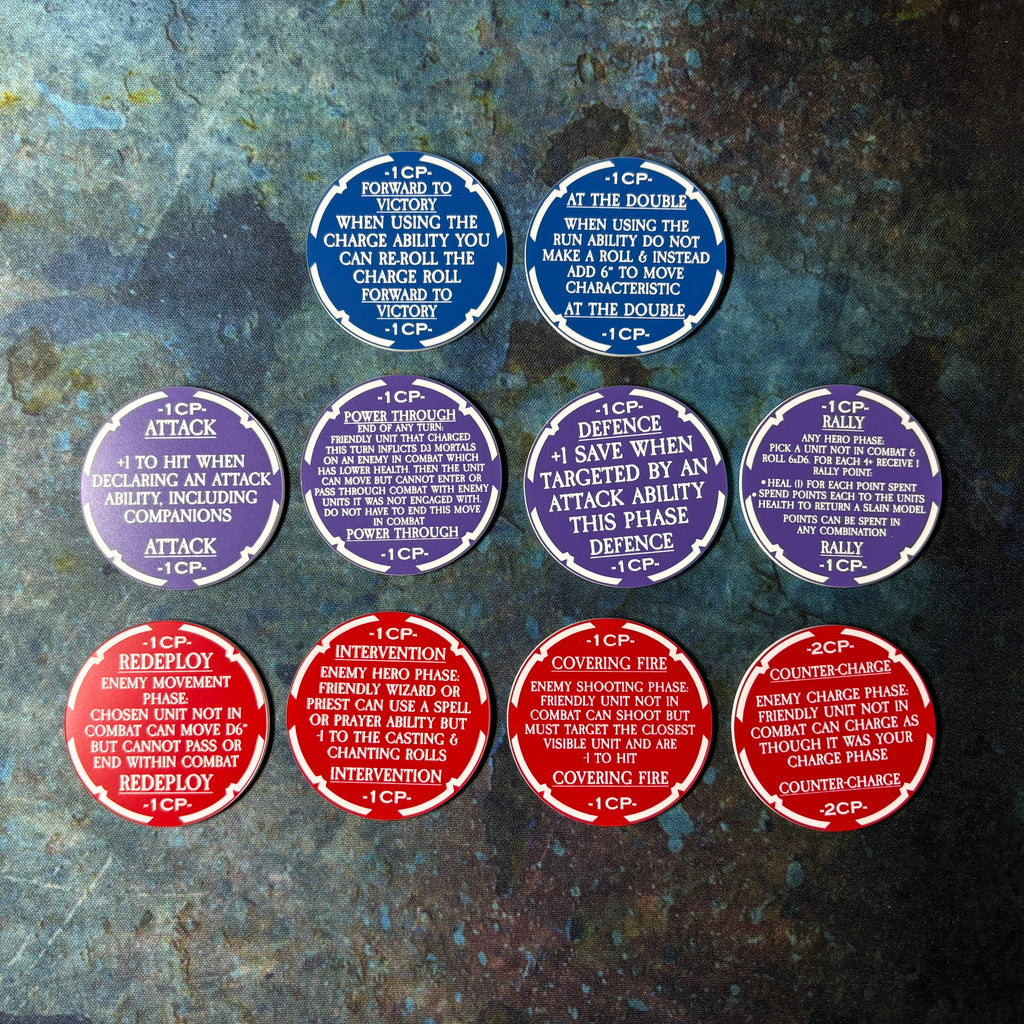 -1CP-
FORWARD TO
VICTORY
WHEN USING THE
CHARGE ABILITY YOU
CAN RE-ROLL THE
CHARGE ROLL
FORWARD TO
VICTORY
-1CP-
-1CP-
AT THE DOUBLE
WHEN USING THE
RUN ABILITY DO NOT
MAKE A ROLL & INSTEAD
ADD 6" TO MOVE
CHARACTERISTIC
AT THE DOUBLE
-1CP-
-1CP-
ATTACK
+1 TO HIT WHEN
DECLARING AN ATTACK
ABILITY, INCLUDING
COMPANIONS
ATTACK
-1CP-
-1CP-
POWER THROUGH
END OF ANY TURN:
FRIENDLY UNIT THAT CHARGED
THIS TURN INFLICTS D3 MORTALS
ON AN ENEMY IN COMBAT WHICH
HAS LOWER HEALTH. THEN THE UNIT
CAN MOVE BUT CANNOT ENTER OR
PASS THROUGH COMBAT WITH ENEMY
UNITS IT WAS NOT ENGAGED WITH.
DO NOT HAVE TO END THIS MOVE
IN COMBAT
POWER THROUGH
-1CP-
-1CP-
DEFENCE
+1 SAVE WHEN
TARGETED BY AN
ATTACK ABILITY
THIS PHASE
DEFENCE
-1CP-
-1CP-
RALLY
ANY HERO PHASE:
PICK A UNIT NOT IN COMBAT &
ROLL 6xD6. FOR EACH 4+ RECEIVE 1
RALLY POINT:
• HEAL (1) FOR EACH POINT SPENT
• SPEND POINTS EACH TO THE UNITS
HEALTH TO RETURN A SLAIN MODEL
POINTS CAN BE SPENT IN
ANY COMBINATION
RALLY
-1CP-
-1CP-
REDEPLOY
ENEMY MOVEMENT
PHASE:
CHOSEN UNIT NOT IN
COMBAT CAN MOVE D6"
BUT CANNOT PASS OR
END WITHIN COMBAT
REDEPLOY
-1CP-
-1CP-
INTERVENTION
ENEMY HERO PHASE:
FRIENDLY WIZARD OR
PRIEST CAN USE A SPELL
OR PRAYER ABILITY BUT
-1 TO THE CASTING &
CHANTING ROLLS
INTERVENTION
-1CP-
-1CP-
COVERING FIRE
ENEMY SHOOTING PHASE:
FRIENDLY UNIT NOT IN
COMBAT CAN SHOOT BUT
MUST TARGET THE CLOSEST
VISIBLE UNIT AND ARE
-1 TO HIT
COVERING FIRE
-1CP-
-2CP-
COUNTER-CHARGE
ENEMY CHARGE PHASE:
FRIENDLY UNIT NOT IN
COMBAT CAN CHARGE AS
THOUGH IT WAS YOUR
CHARGE PHASE
COUNTER-CHARGE
-2CP-